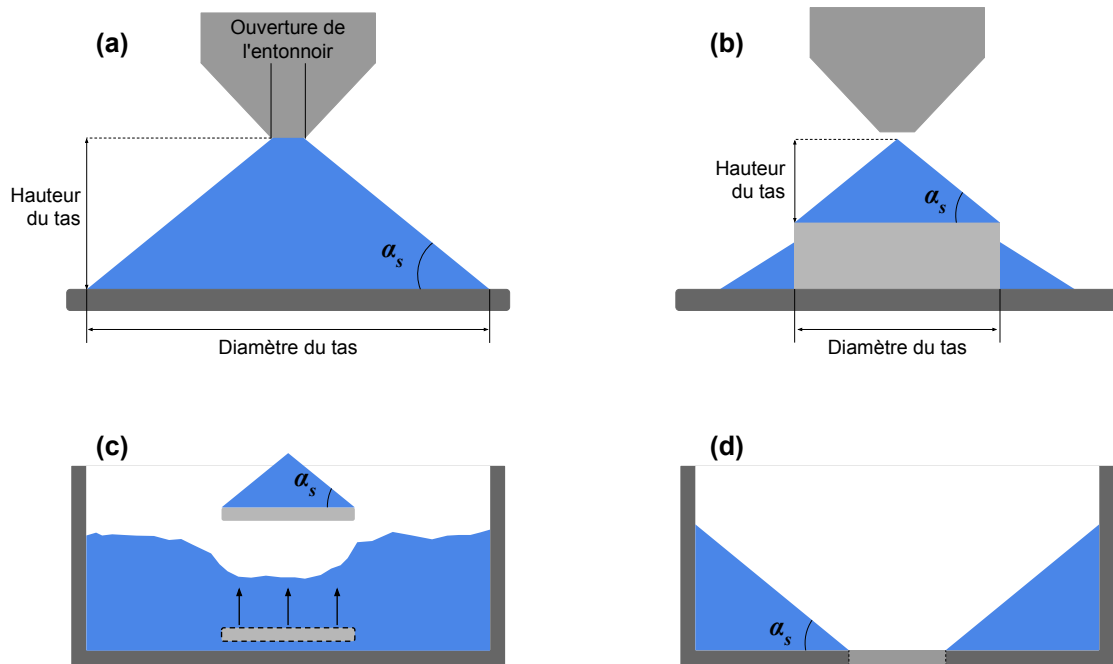 (a)
Ouverture de
l'entonnoir
Hauteur
du tas
αs
Diamètre du tas
(b)
Hauteur
du tas
αs
Diamètre du tas
(c)
αs
(d)
αs